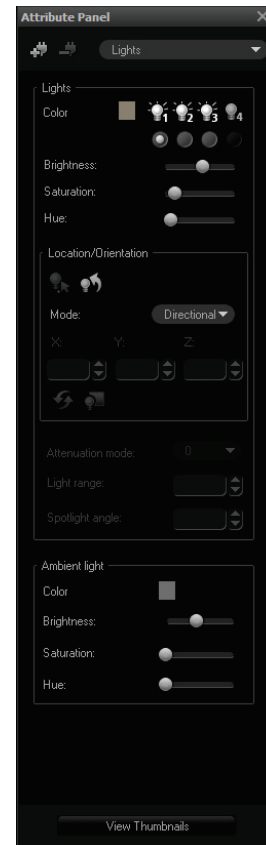 Attribute Panel
Lights
Lights
Color
1 2 3 4
Brightness:
Saturation:
Hue:
Location/Orientation
Mode: Directional
X: Y: Z:
Attenuation mode: 0
Light range:
Spotlight angle:
Ambient light
Color
Brightness:
Saturation:
Hue:
View Thumbnails